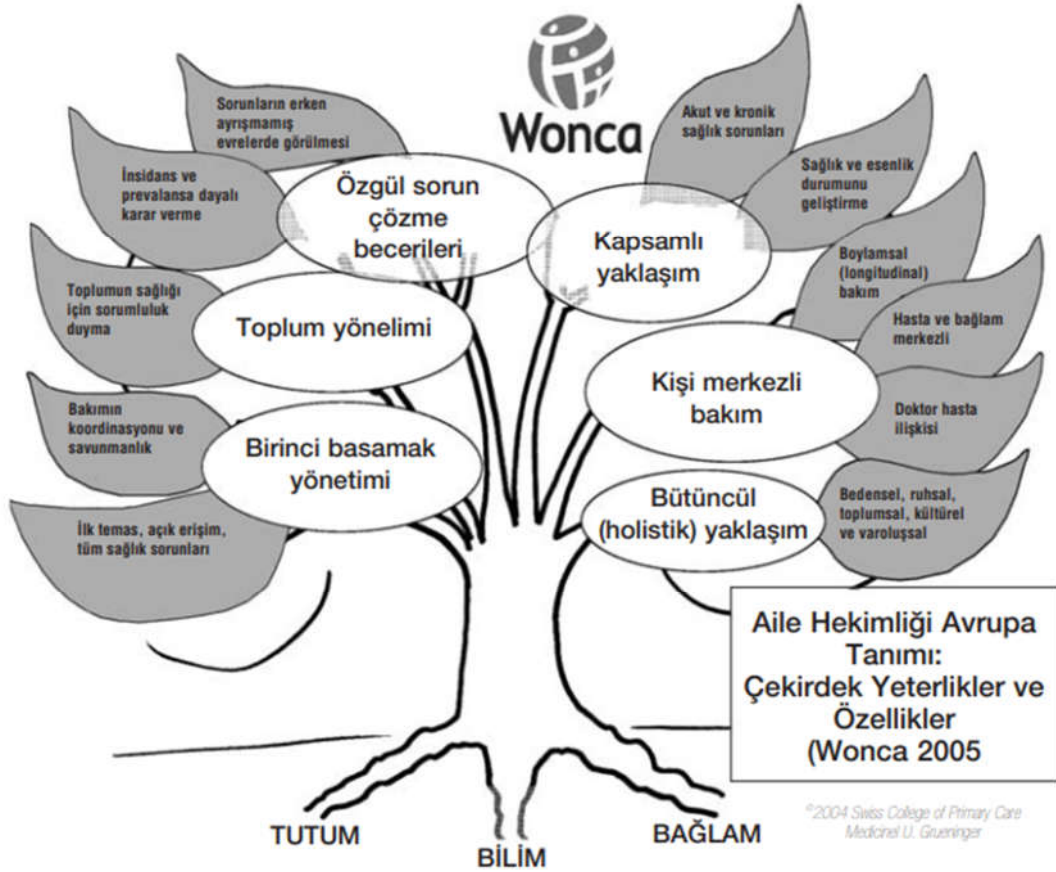 Wonca
Sorunların erken
ayrışmamış
evrelerde görülmesi
İnsidans ve
prevalansa dayalı
karar verme
Özgül sorun
çözme
becerileri
Toplumun sağlığı
için sorumluluk
duyma
Toplum yönelimi
Bakımın
koordinasyonu ve
savunmanlık
Birinci basamak
yönetimi
İlk temas, açık erişim,
tüm sağlık sorunları
Akut ve kronik
sağlık sorunları
Sağlık ve esenlik
durumunu
geliştirme
Kapsamlı
yaklaşım
Boylamsal
(longitudinal)
bakım
Hasta ve bağlam
merkezli
Kişi merkezli
bakım
Doktor hasta
ilişkisi
Bütüncül
(holistik) yaklaşım
Bedensel, ruhsal,
toplumsal, kültürel
ve varoluşsal
Aile Hekimliği Avrupa
Tanımı:
Çekirdek Yeterlikler ve
Özellikler
(Wonca 2005
©2004 Swiss College of Primary Care
Medicinel U. Grueninger
TUTUM
BİLİM
BAĞLAM